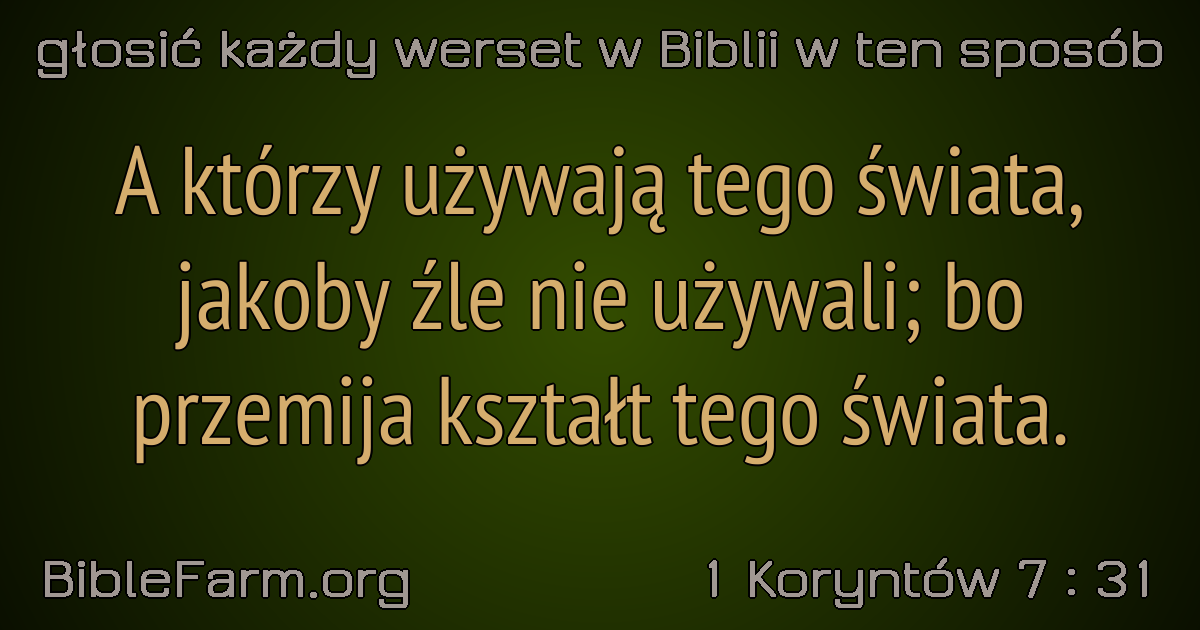 głosić każdy werset w Biblii w ten sposób
A którzy używają tego świata,
jakoby źle nie używali; bo
przemija kształt tego świata.
BibleFarm.org
1 Koryntów 7 : 31